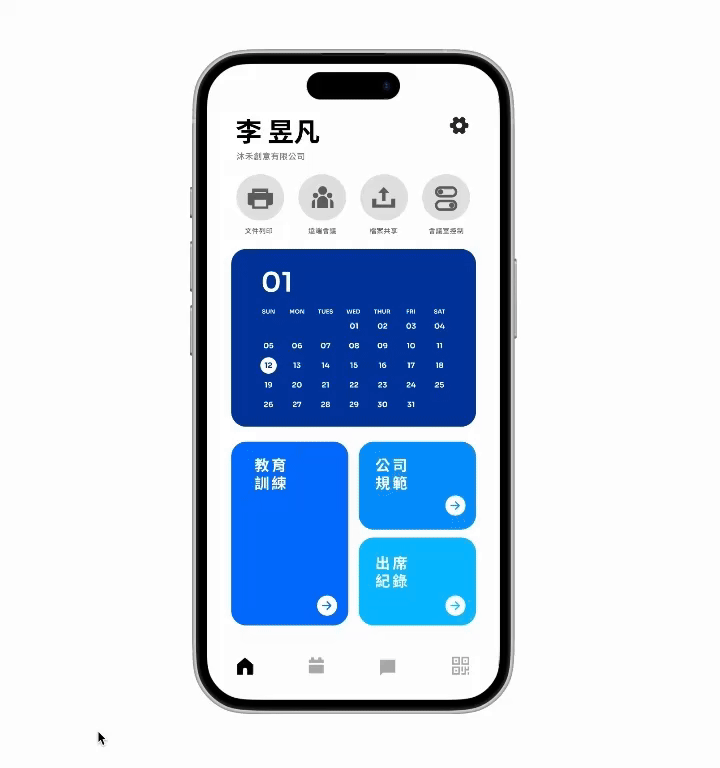 李 昱凡
沐禾創意有限公司
文件列印 遠端會議 檔案共享 會議室控制
01
SUN MON TUES WED THUR FRI SAT
01 02 03 04
05 06 07 08 09 10 11
12 13 14 15 16 17 18
19 20 21 22 23 24 25
26 27 28 29 30 31
教育
訓練
公司
規範
出席
紀錄